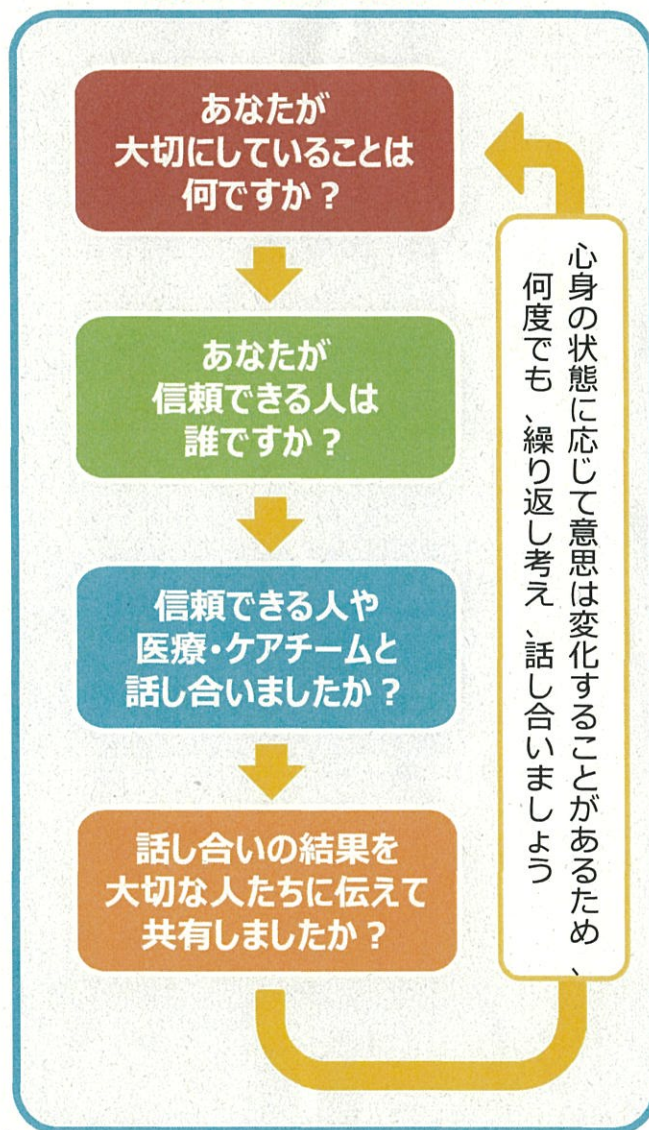 あなたが
大切にしていることは
何ですか？
あなたが
信頼できる人は
誰ですか？
信頼できる人や
医療・ケアチームと
話し合いましたか？
話し合いの結果を
大切な人たちに伝えて
共有しましたか？
心身の状態に応じて意思は変化することがあるため、
何度でも、繰り返し考え、話し合いましょう